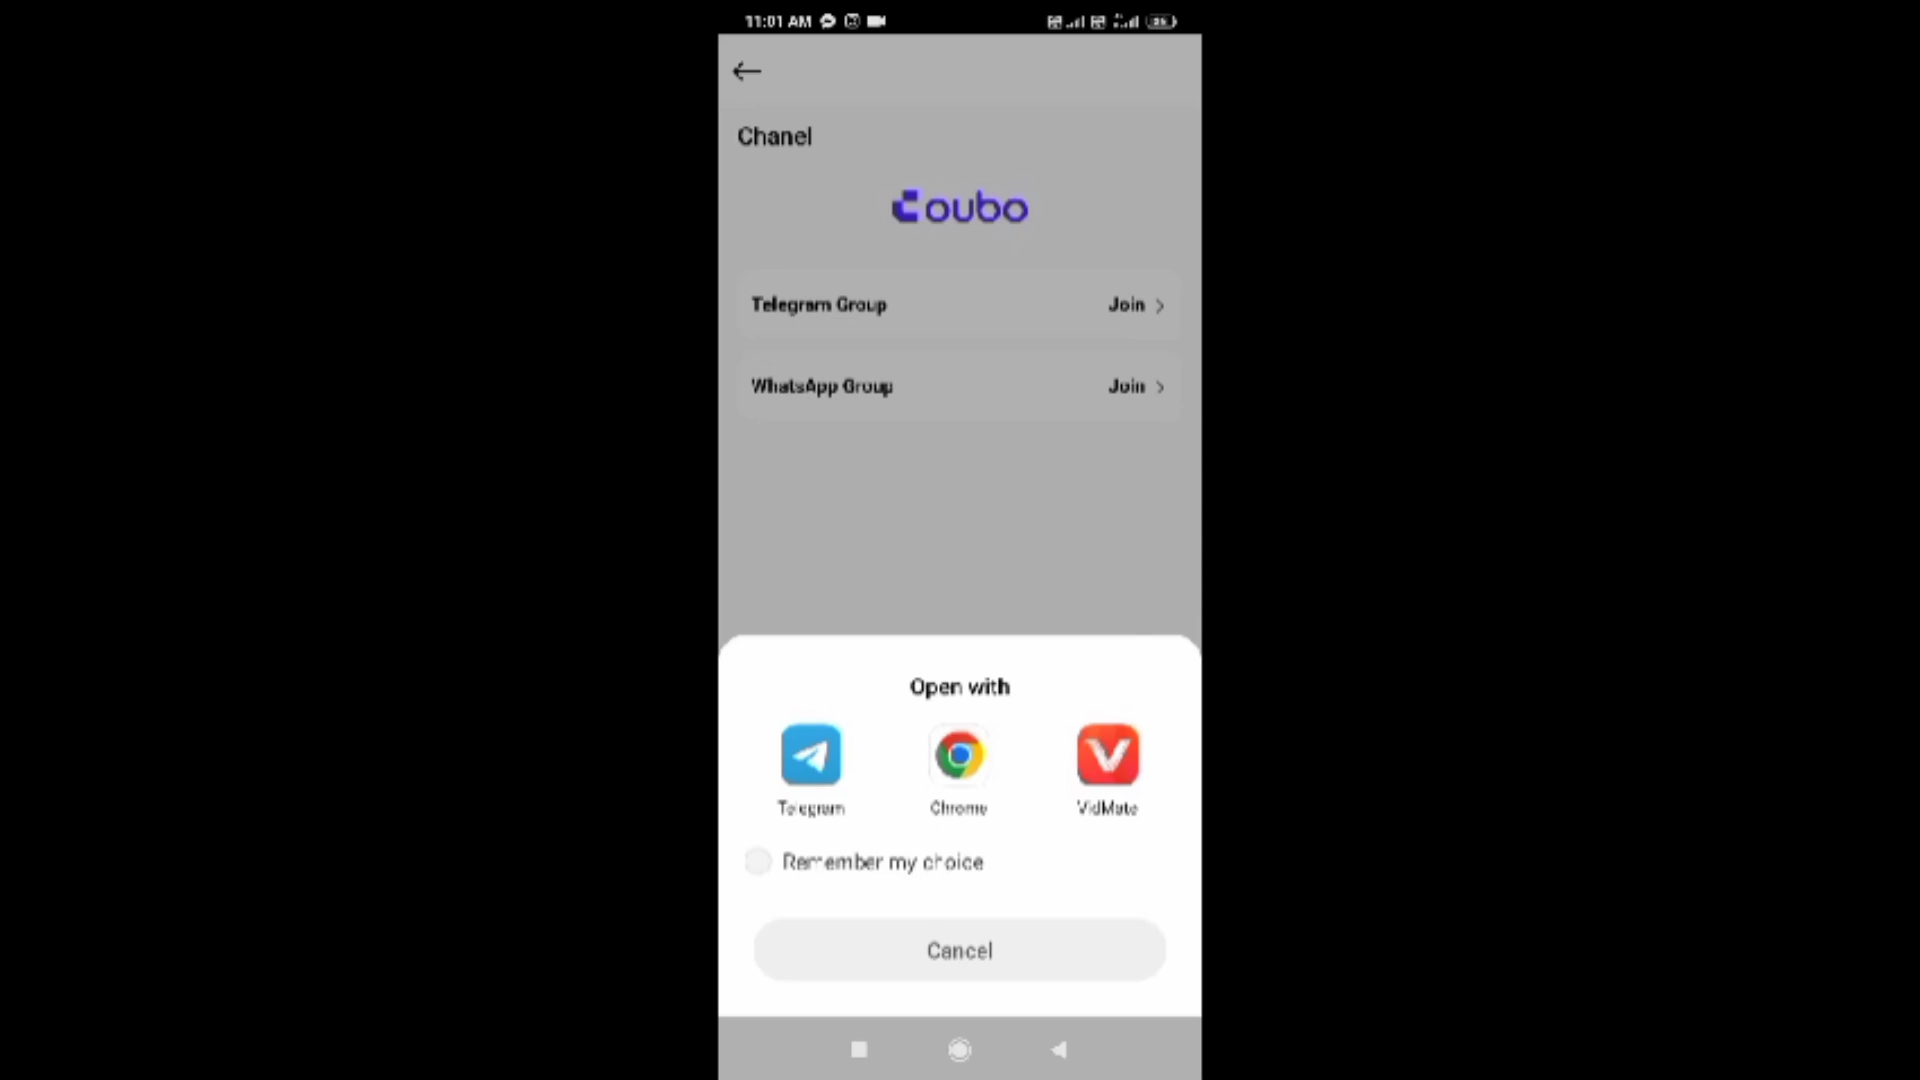 11:01 AM
Chanel
Coubo
Telegram Group Join
WhatsApp Group Join
Open with
Telegram Chrome VidMate
Remember my choice
Cancel